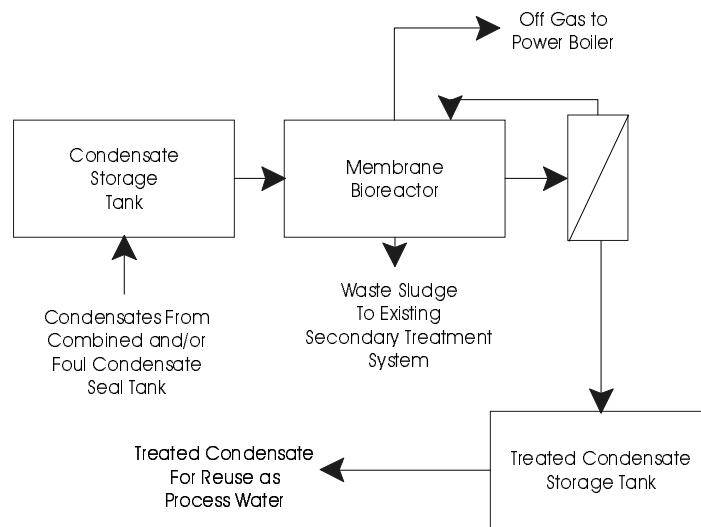 Off Gas to
Power Boiler
Condensate
Storage
Tank
Membrane
Bioreactor
Waste Sludge
To Existing
Secondary Treatment
System
Condensates From
Combined and/or
Foul Condensate
Seal Tank
Treated Condensate
For Reuse as
Process Water
Treated Condensate
Storage Tank